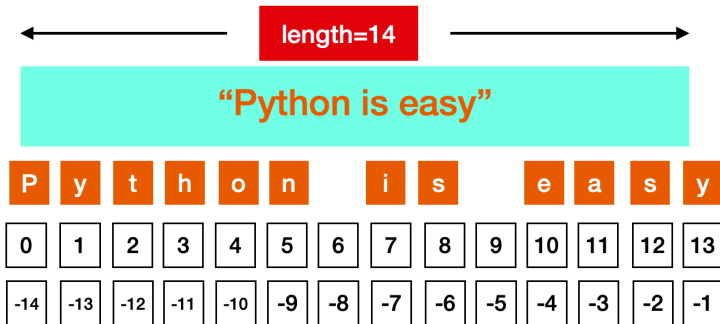 length=14
“Python is easy”
P y t h o n i s e a s y
0 1 2 3 4 5 6 7 8 9 10 11 12 13
-14 -13 -12 -11 -10 -9 -8 -7 -6 -5 -4 -3 -2 -1